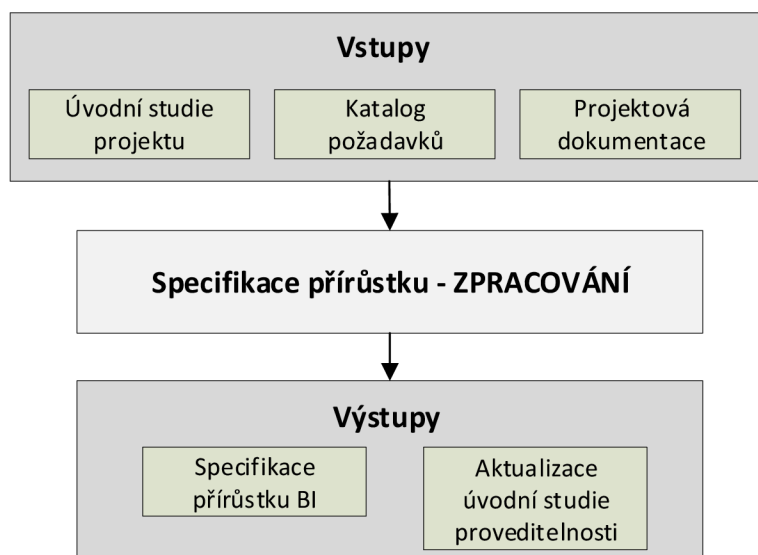 Vstupy
Úvodní studie
projektu
Katalog
požadavků
Projektová
dokumentace
Specifikace přírůstku - ZPRACOVÁNÍ
Výstupy
Specifikace
přírůstku BI
Aktualizace
úvodní studie
proveditelnosti